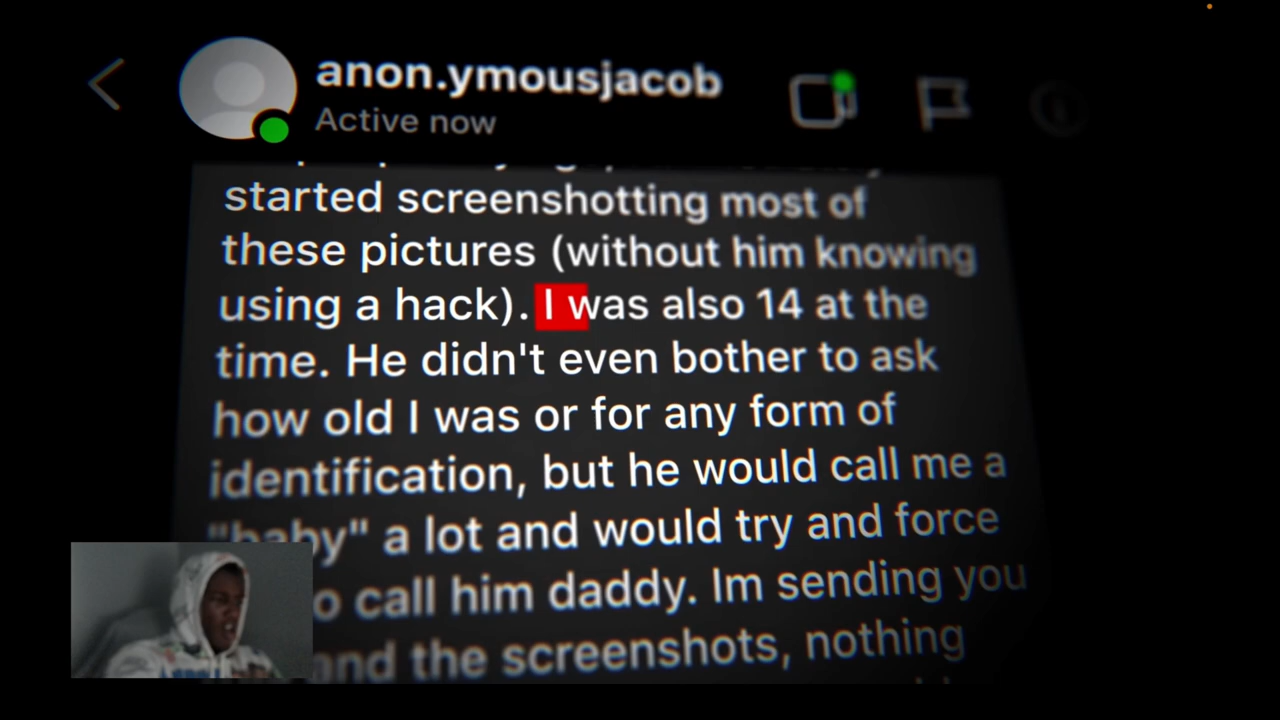 anon.ymousjacob
Active now
started screenshotting most of
these pictures (without him knowing
using a hack). I was also 14 at the
time. He didn't even bother to ask
how old I was or for any form of
identification, but he would call me a
"baby" a lot and would try and force
call him daddy. Im sending you
and the screenshots, nothing